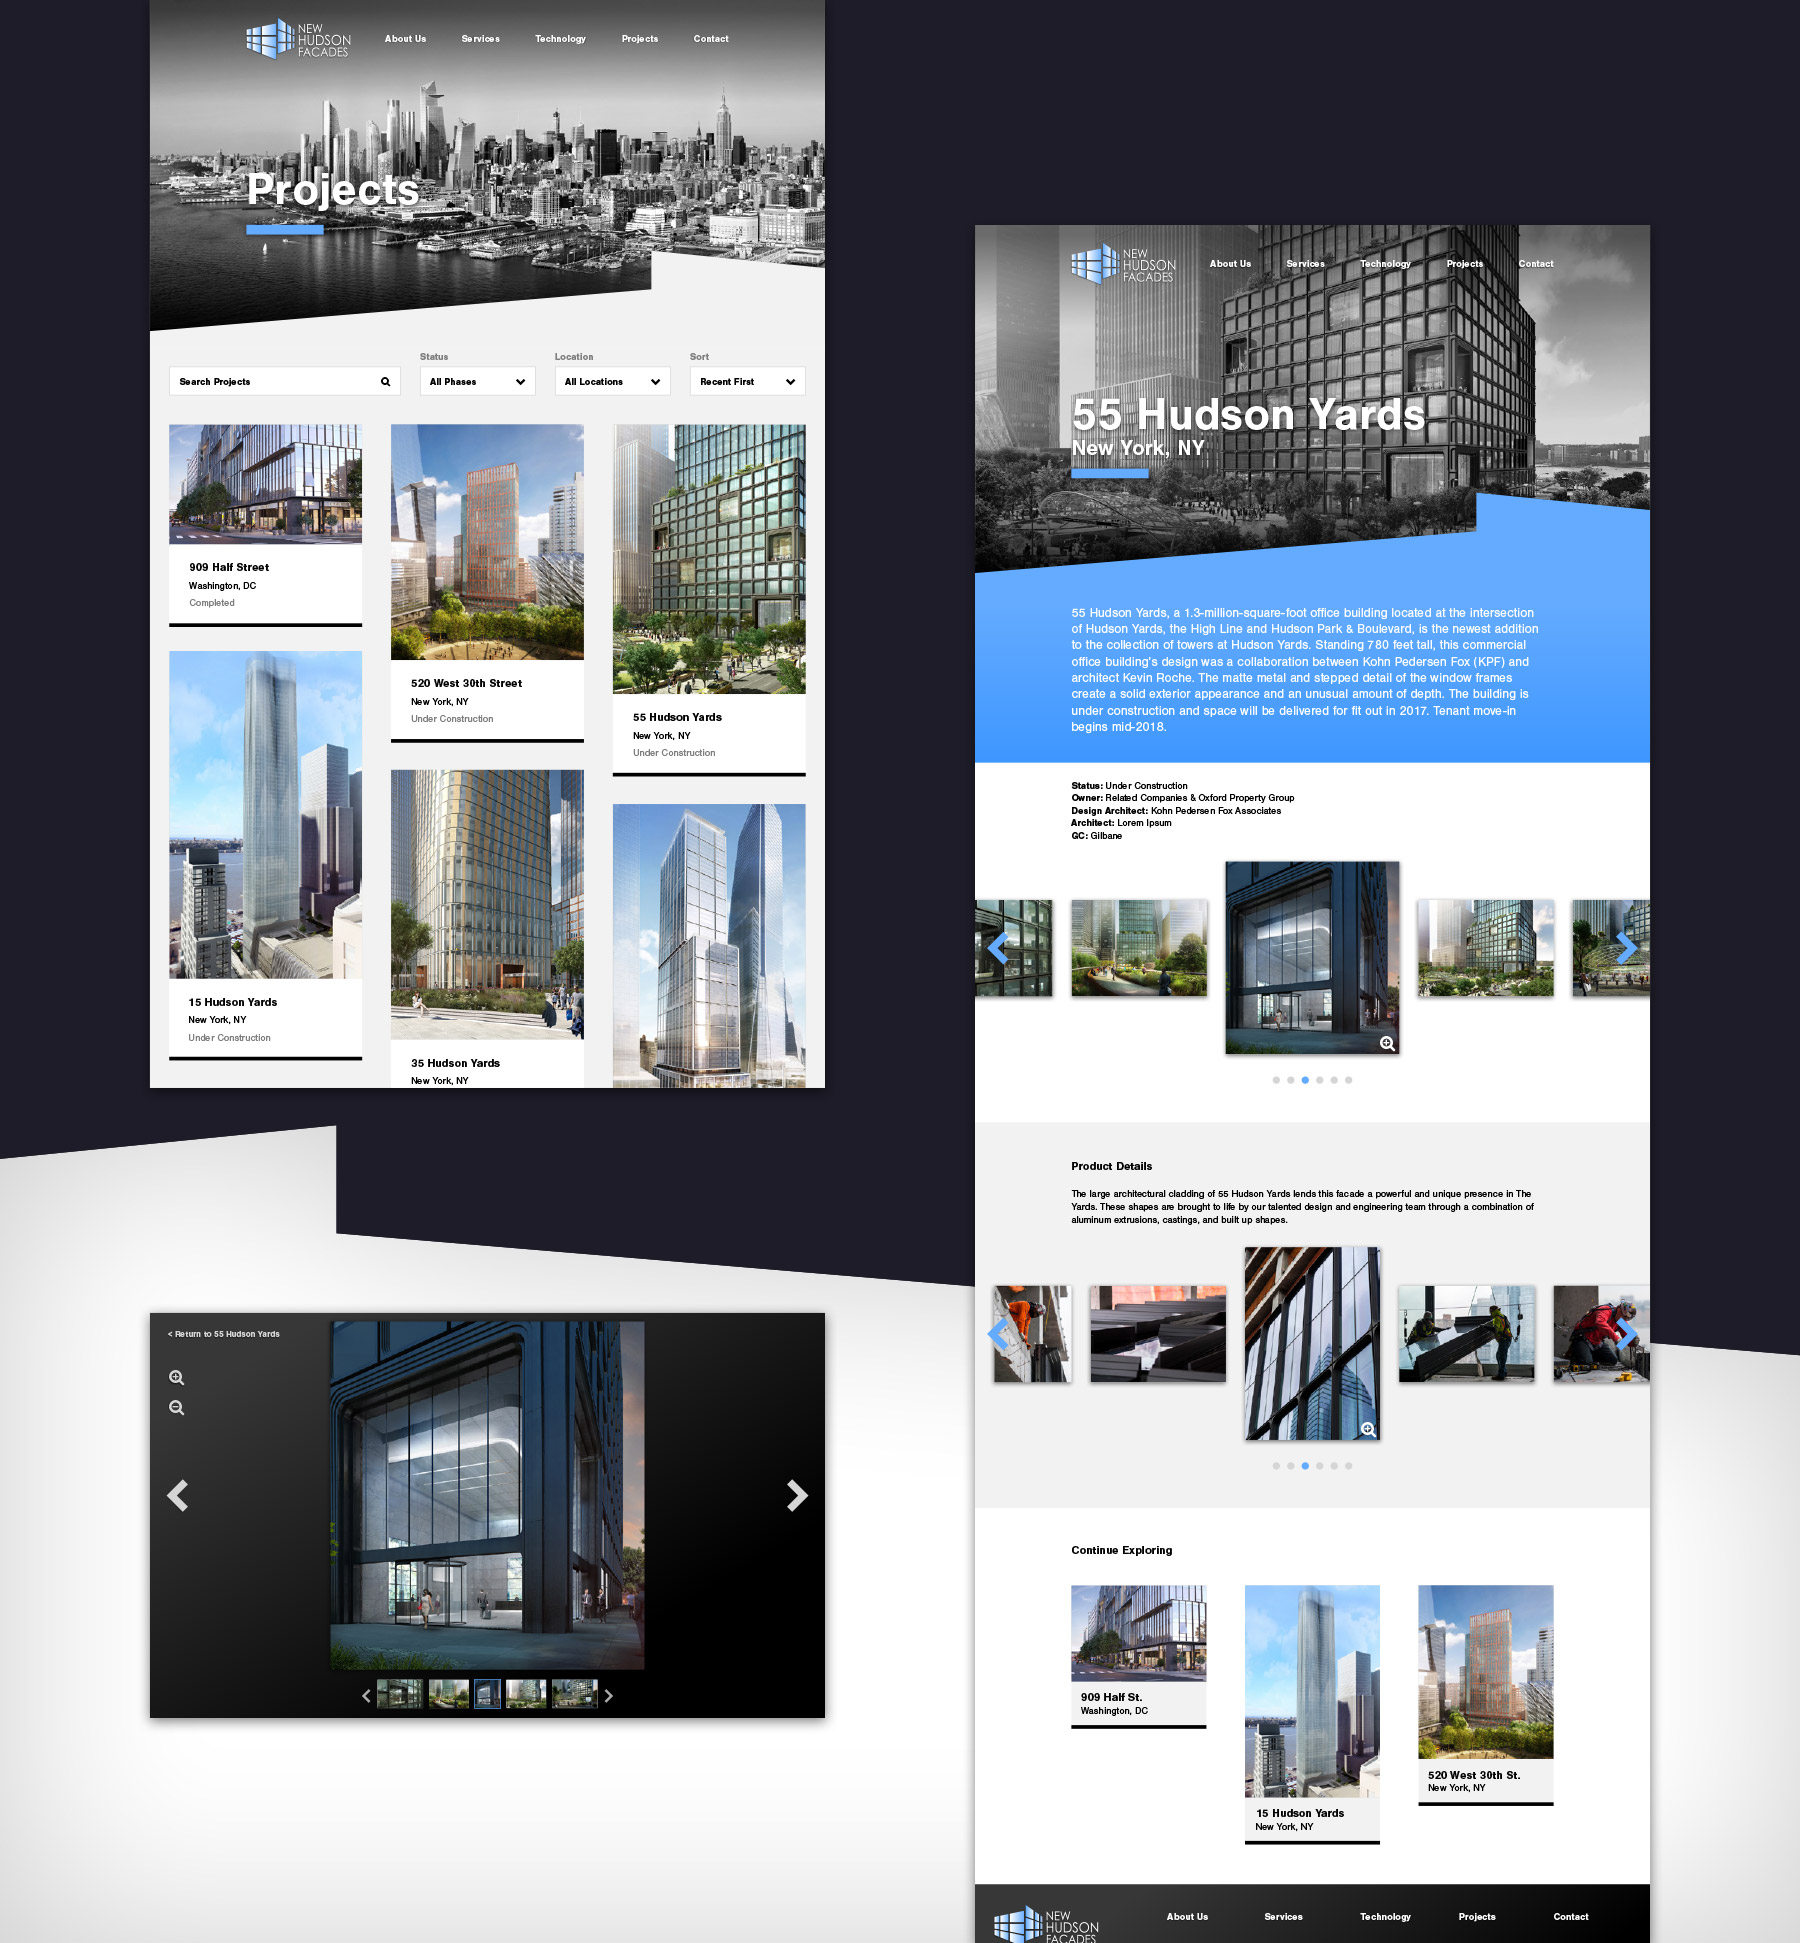 NEW
HUDSON
FACADES
About Us
Services
Technology
Projects
Contact
Projects
Status
Location
Sort
Search Projects
All Phases
All Locations
Recent First
909 Half Street
Washington, DC
Completed
520 West 30th Street
New York, NY
Under Construction
55 Hudson Yards
New York, NY
Under Construction
15 Hudson Yards
New York, NY
Under Construction
35 Hudson Yards
New York, NY
< Return to 55 Hudson Yards
NEW
HUDSON
FACADES
About Us
Services
Technology
Projects
Contact
55 Hudson Yards
New York, NY
55 Hudson Yards, a 1.3-million-square-foot office building located at the intersection
of Hudson Yards, the High Line and Hudson Park & Boulevard, is the newest addition
to the collection of towers at Hudson Yards. Standing 780 feet tall, this commercial
office building's design was a collaboration between Kohn Pedersen Fox (KPF) and
architect Kevin Roche. The matte metal and stepped detail of the window frames
create a solid exterior appearance and an unusual amount of depth. The building is
under construction and space will be delivered for fit out in 2017. Tenant move-in
begins mid-2018.
Status: Under Construction
Owner: Related Companies & Oxford Property Group
Design Architect: Kohn Pedersen Fox Associates
Architect: Lorem Ipsum
GC: Gilbane
Product Details
The large architectural cladding of 55 Hudson Yards lends this facade a powerful and unique presence in The
Yards. These shapes are brought to life by our talented design and engineering team through a combination of
aluminum extrusions, castings, and built up shapes.
Continue Exploring
909 Half St.
Washington, DC
15 Hudson Yards
New York, NY
520 West 30th St.
New York, NY
NEW
HUDSON
FACADES
About Us
Services
Technology
Projects
Contact